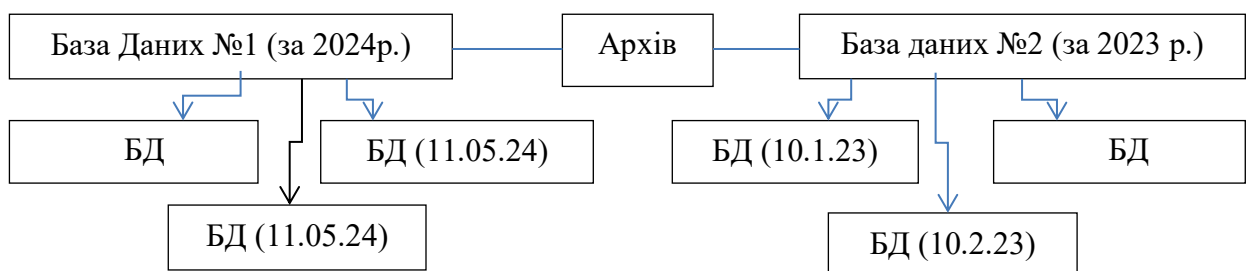 База Даних №1 (за 2024р.)
Архів
База даних №2 (за 2023 р.)
БД
БД (11.05.24)
БД (10.1.23)
БД
БД (11.05.24)
БД (10.2.23)